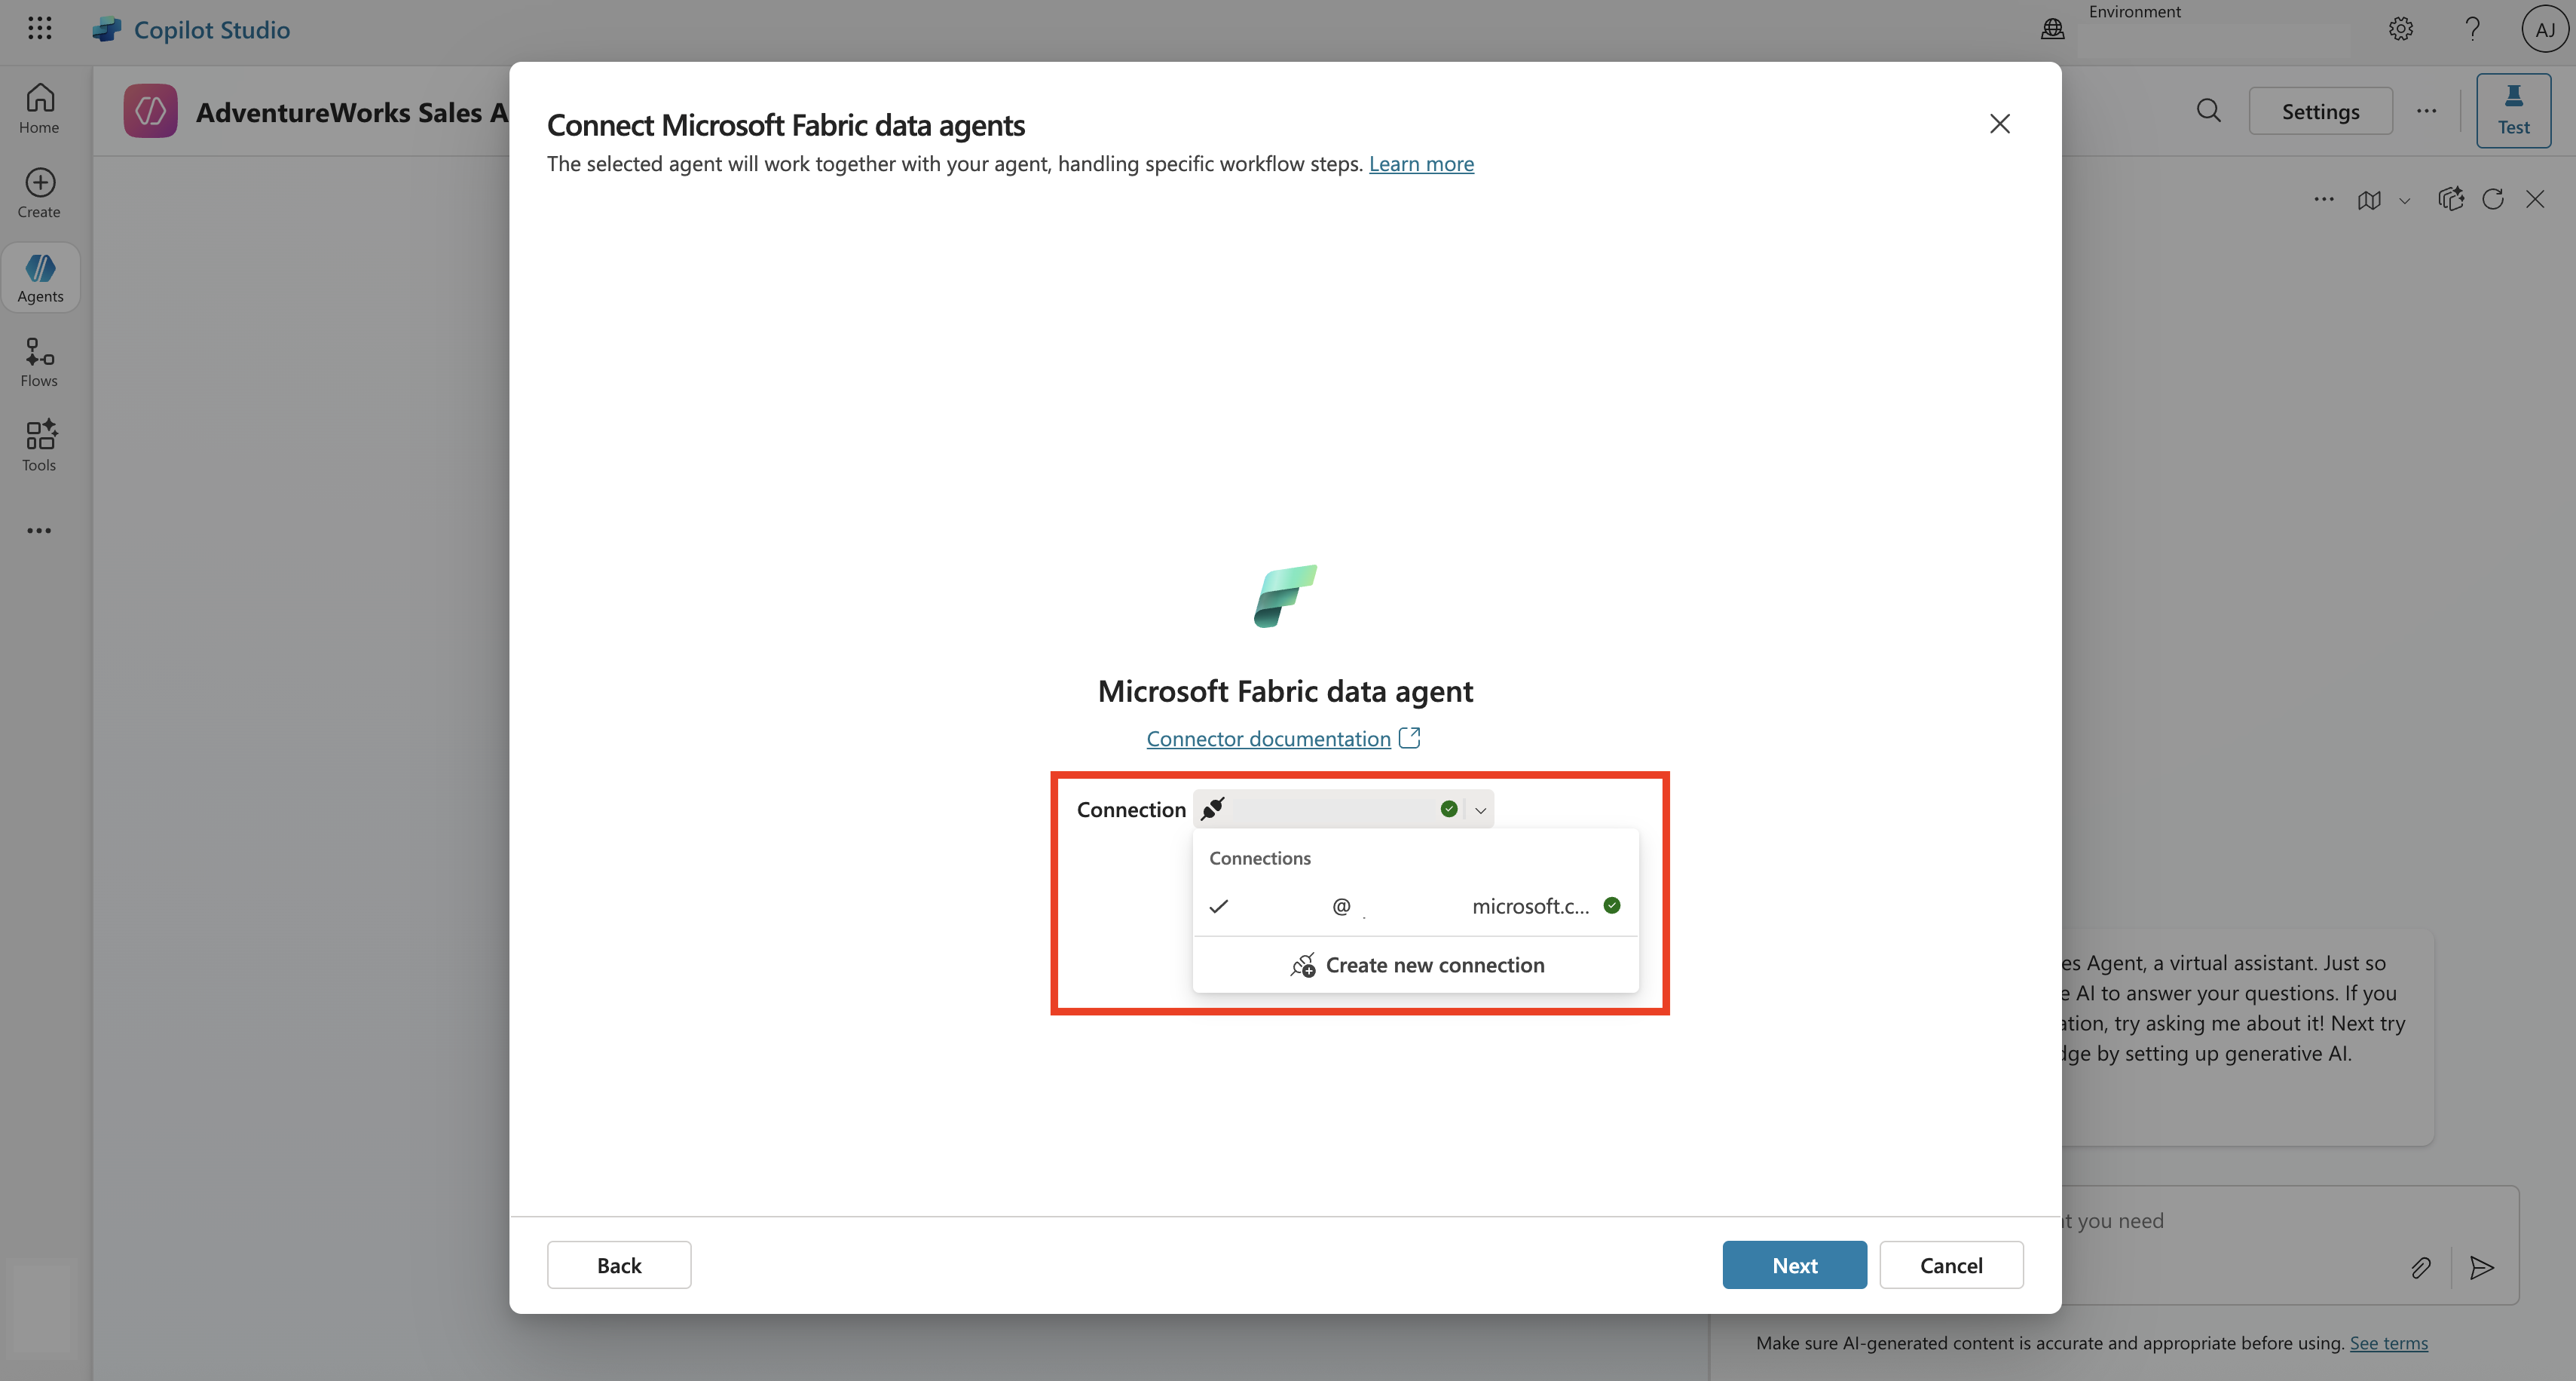 Copilot Studio
Environment
AJ
Home
Create
Agents
Flows
Tools
AdventureWorks Sales A
Settings
Test
Connect Microsoft Fabric data agents
The selected agent will work together with your agent, handling specific workflow steps. Learn more
Microsoft Fabric data agent
Connector documentation
Connection
Connections
@ microsoft.c...
Create new connection
Back
Next
Cancel
es Agent, a virtual assistant. Just so
e AI to answer your questions. If you
ation, try asking me about it! Next try
dge by setting up generative AI.
t you need
Make sure AI-generated content is accurate and appropriate before using. See terms